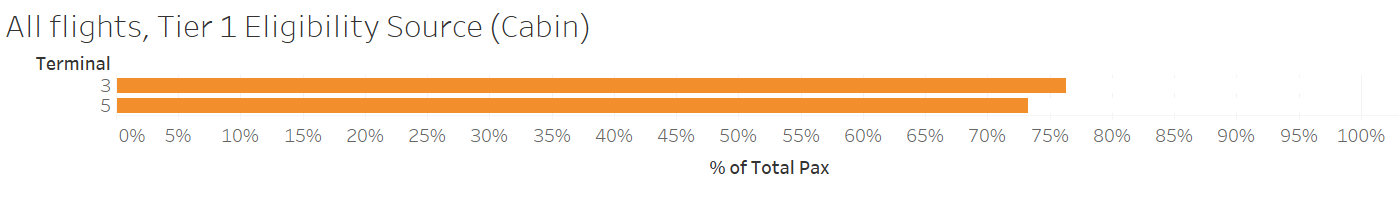 All flights, Tier 1 Eligibility Source (Cabin)
Terminal
3
5
0% 5% 10% 15% 20% 25% 30% 35% 40% 45% 50% 55% 60% 65% 70% 75% 80% 85% 90% 95% 100%
% of Total Pax